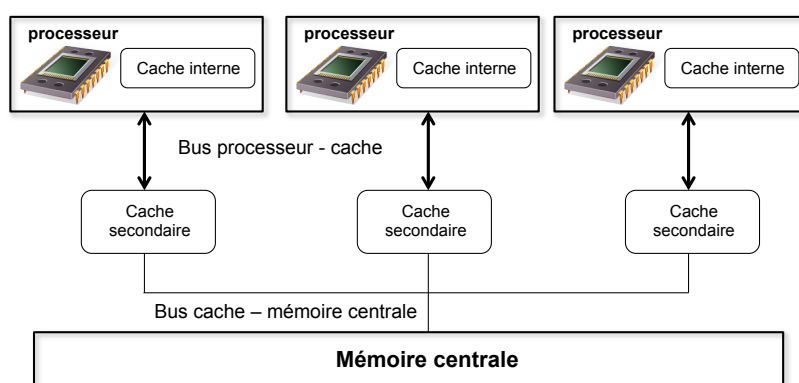 processeur
Cache interne
processeur
Cache interne
processeur
Cache interne
Bus processeur - cache
Cache
secondaire
Cache
secondaire
Cache
secondaire
Bus cache – mémoire centrale
Mémoire centrale